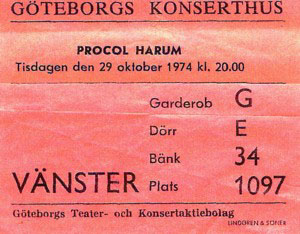 GÖTEBORGS KONSERTHUS
PROCOL HARUM
Tisdagen den 29 oktober 1974 kl. 20.00
Garderob G
Dörr E
Bänk 34
VÄNSTER Plats 1097
Göteborgs Teater- och Konsertaktiebolag
LINDGREN & SÖNER